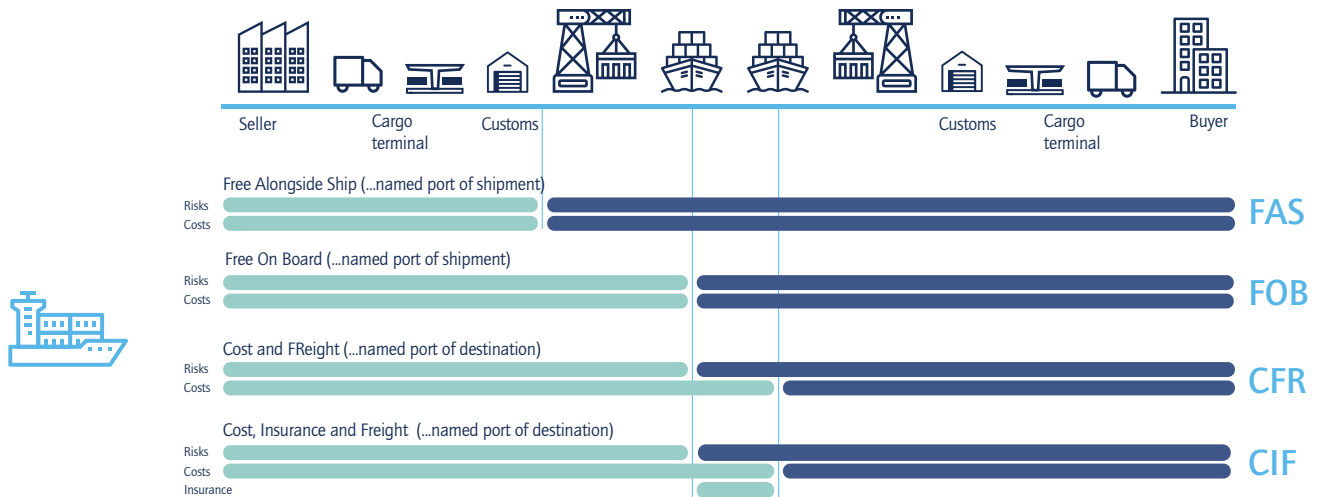 Seller
Cargo
terminal
Customs
Customs
Cargo
terminal
Buyer
Free Alongside Ship (...named port of shipment)
Risks
Costs
FAS
Free On Board (...named port of shipment)
Risks
Costs
FOB
Cost and FReight (...named port of destination)
Risks
Costs
CFR
Cost, Insurance and Freight (...named port of destination)
Risks
Costs
Insurance
CIF